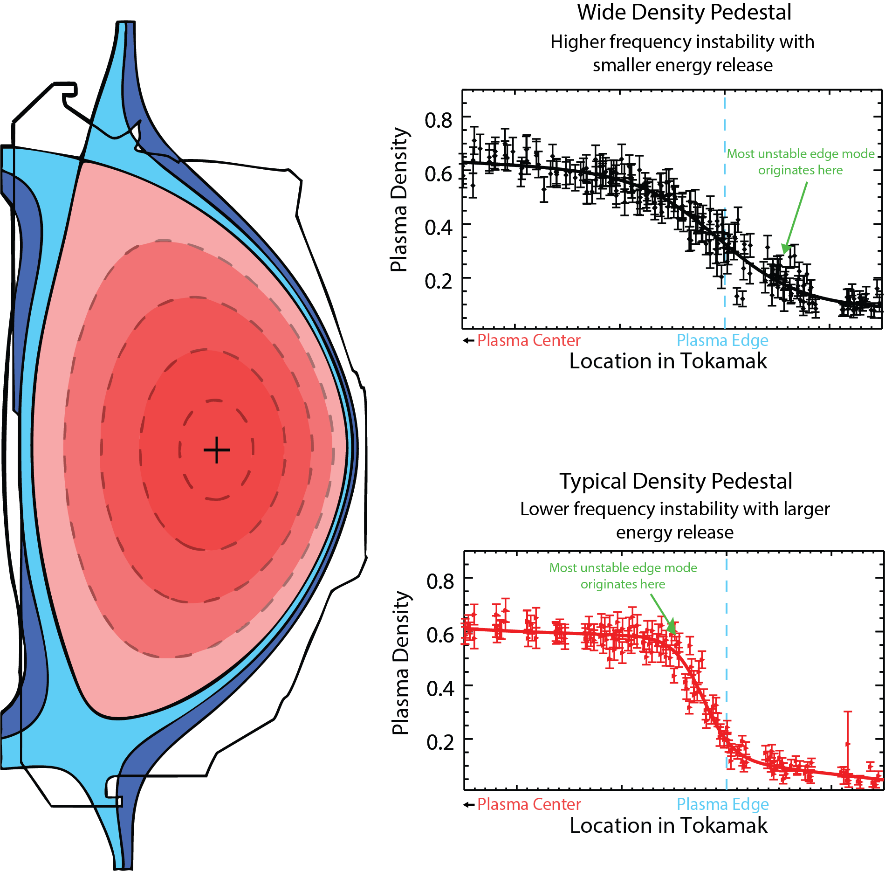 Wide Density Pedestal
Higher frequency instability with
smaller energy release
Plasma Density
0.8
0.6
0.4
0.2
Most unstable edge mode
originates here
Plasma Center
Plasma Edge
Location in Tokamak
Typical Density Pedestal
Lower frequency instability with larger
energy release
Plasma Density
0.8
0.6
0.4
0.2
Most unstable edge mode
originates here
Plasma Center
Plasma Edge
Location in Tokamak